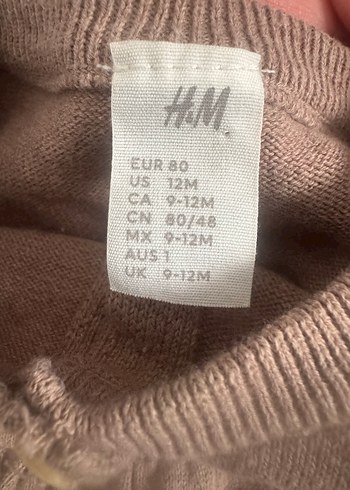 H&M
EUR 80
US 12M
CA 9-12M
CN 80/48
MX 9-12M
AUS 1
UK 9-12M